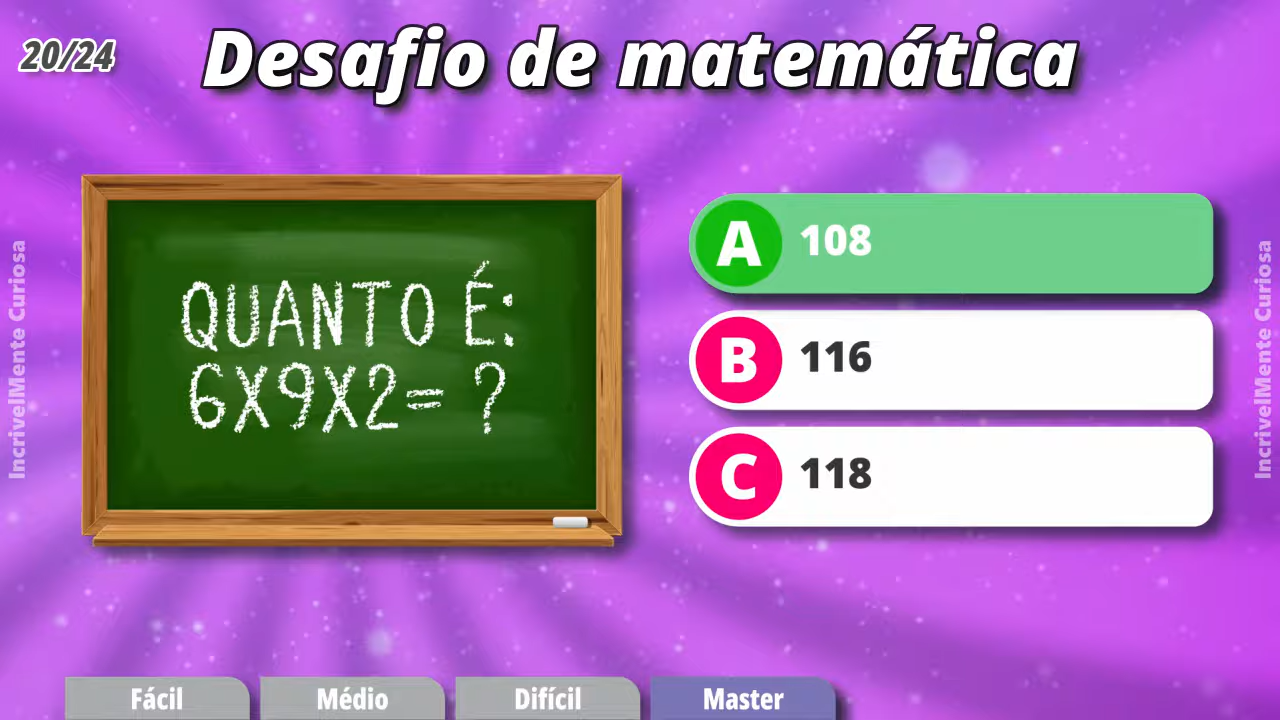 20/24
Desafio de matemática
IncrivelMente Curiosa
QUANTO É:
6X9X2= ?
A 108
B 116
C 118
IncrivelMente Curiosa
Fácil Médio Difícil Master